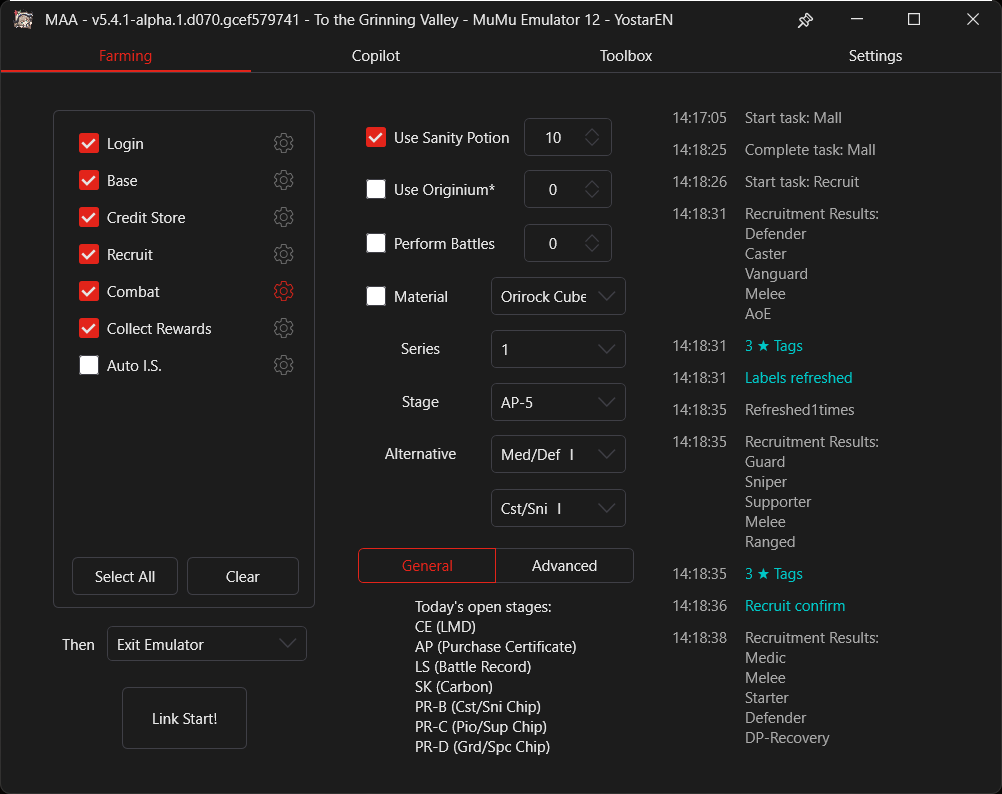 MAA - v5.4.1-alpha.1.d070.gcef579741 - To the Grinning Valley - MuMu Emulator 12 - YostarEN
Farming
Copilot
Toolbox
Settings
Login
Base
Credit Store
Recruit
Combat
Collect Rewards
Auto I.S.
Select All
Clear
Then
Exit Emulator
Link Start!
Use Sanity Potion
10
Use Originium*
0
Perform Battles
0
Material
Orirock Cube
Series
1
Stage
AP-5
Alternative
Med/Def I
Cst/Sni I
General
Advanced
Today's open stages:
CE (LMD)
AP (Purchase Certificate)
LS (Battle Record)
SK (Carbon)
PR-B (Cst/Sni Chip)
PR-C (Pio/Sup Chip)
PR-D (Grd/Spc Chip)
14:17:05 Start task: Mall
14:18:25 Complete task: Mall
14:18:26 Start task: Recruit
14:18:31 Recruitment Results:
Defender
Caster
Vanguard
Melee
AoE
14:18:31 3 ★ Tags
14:18:31 Labels refreshed
14:18:35 Refreshed1times
14:18:35 Recruitment Results:
Guard
Sniper
Supporter
Melee
Ranged
14:18:35 3 ★ Tags
14:18:36 Recruit confirm
14:18:38 Recruitment Results:
Medic
Melee
Starter
Defender
DP-Recovery